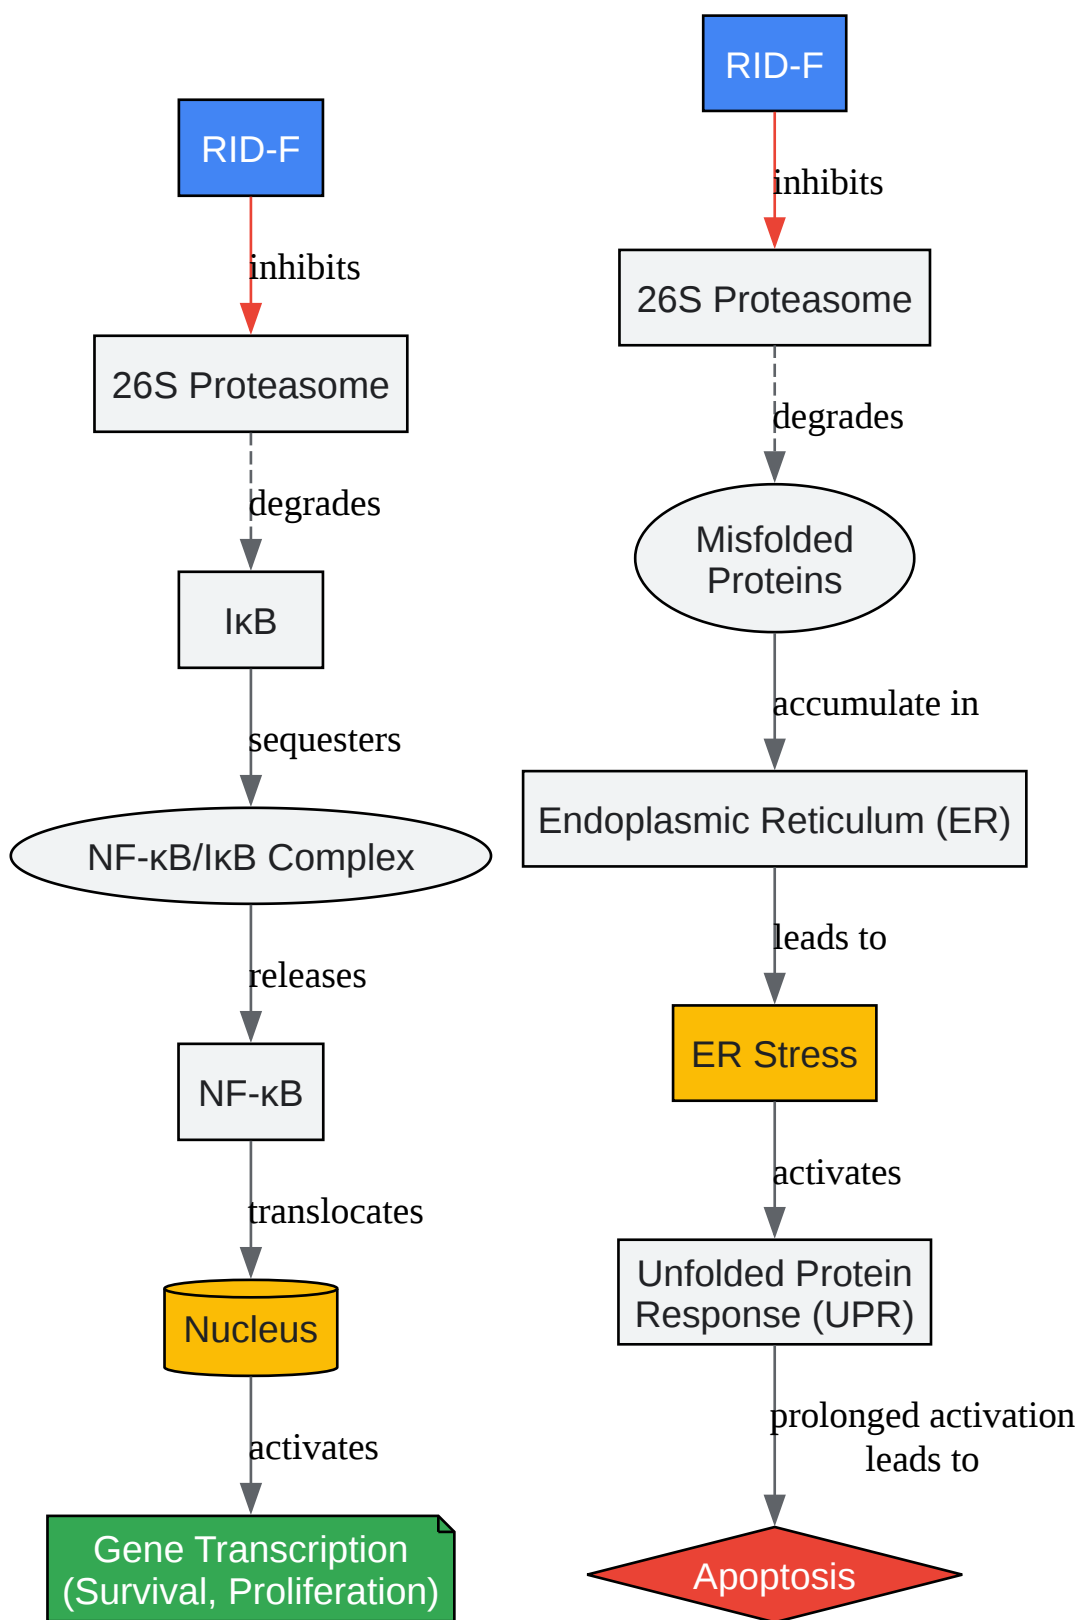 RID-F
inhibits
26S Proteasome
degrades
IκB
sequesters
NF-κB/IκB Complex
releases
NF-κB
translocates
Nucleus
activates
Gene Transcription
(Survival, Proliferation)
RID-F
inhibits
26S Proteasome
degrades
Misfolded
Proteins
accumulate in
Endoplasmic Reticulum (ER)
leads to
ER Stress
activates
Unfolded Protein
Response (UPR)
prolonged activation
leads to
Apoptosis